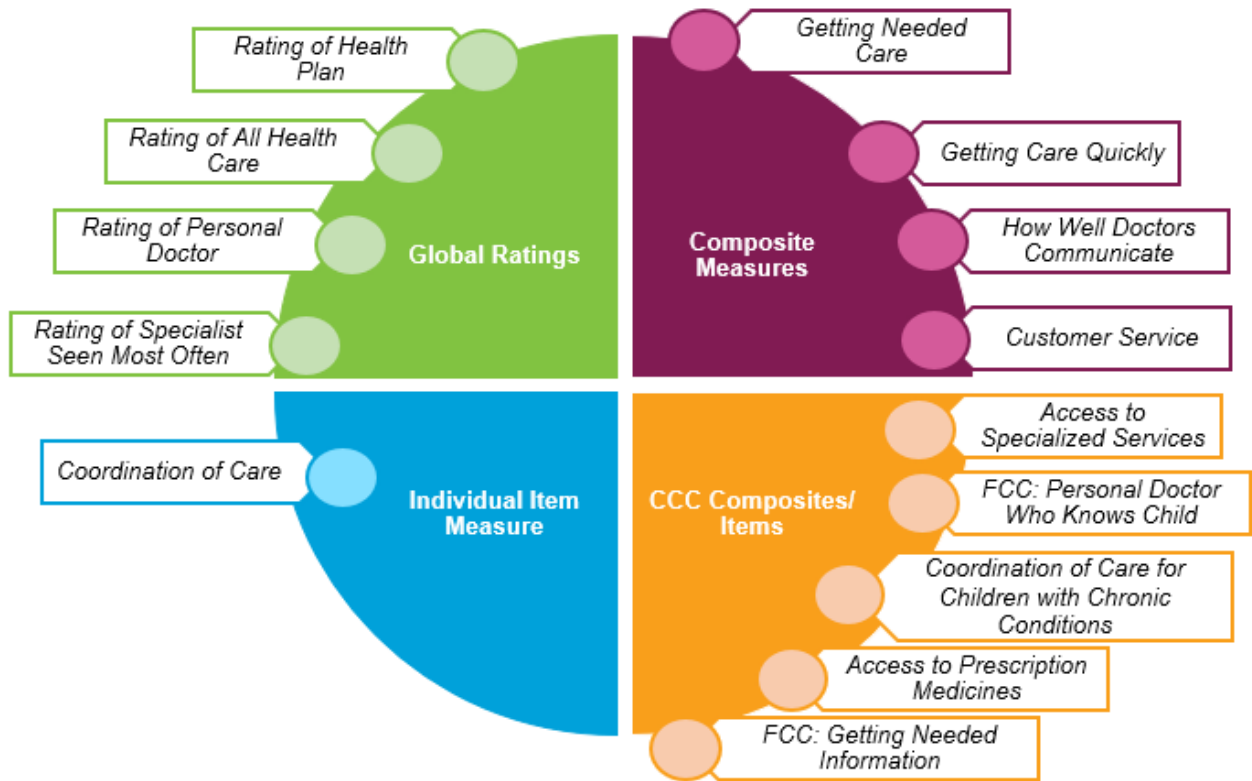 Rating of Health
Plan
Rating of All Health
Care
Rating of Personal
Doctor
Rating of Specialist
Seen Most Often
Global Ratings
Getting Needed
Care
Getting Care Quickly
How Well Doctors
Communicate
Customer Service
Composite
Measures
Coordination of Care
Individual Item
Measure
CCC Composites/
Items
Access to
Specialized Services
FCC: Personal Doctor
Who Knows Child
Coordination of Care for
Children with Chronic
Conditions
Access to Prescription
Medicines
FCC: Getting Needed
Information